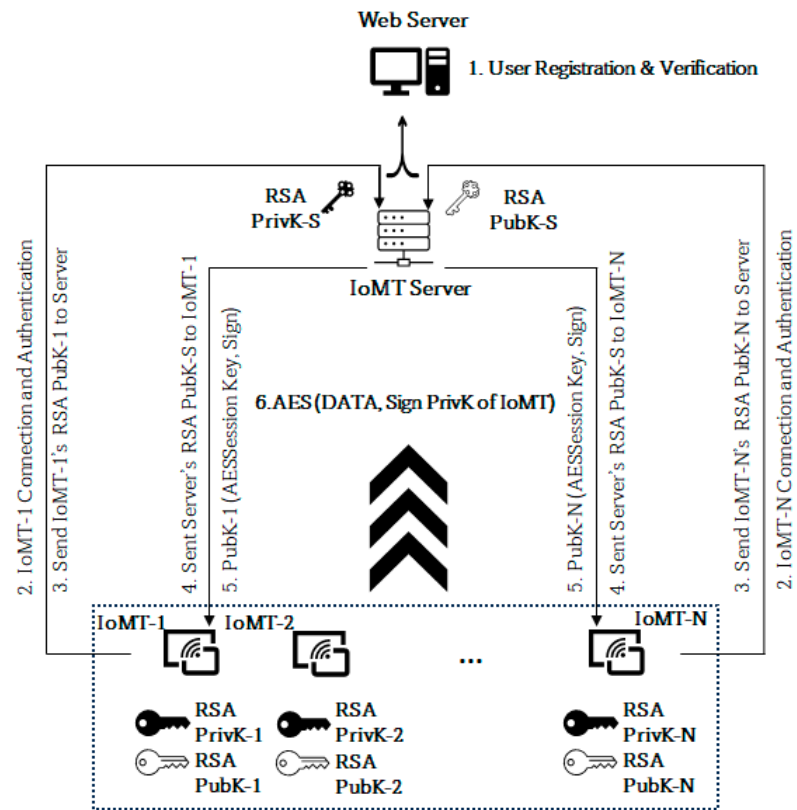 Web Server
1. User Registration & Verification
RSA
PrivK-S
RSA
PubK-S
IoMT Server
2. IoMT-1 Connection and Authentication
3. Send IoMT-1's RSA PubK-1 to Server
4. Sent Server's RSA PubK-S to IoMT-1
5. PubK-1 (AESSession Key, Sign)
6.AES (DATA, Sign PrivK of IoMT)
5. PubK-N (AESSession Key, Sign)
4. Sent Server's RSA PubK-S to IoMT-N
3. Send IoMT-N's RSA PubK-N to Server
2. IoMT-N Connection and Authentication
IoMT-1
IoMT-2
...
IoMT-N
RSA
PrivK-1
RSA
PubK-1
RSA
PrivK-2
RSA
PubK-2
RSA
PrivK-N
RSA
PubK-N